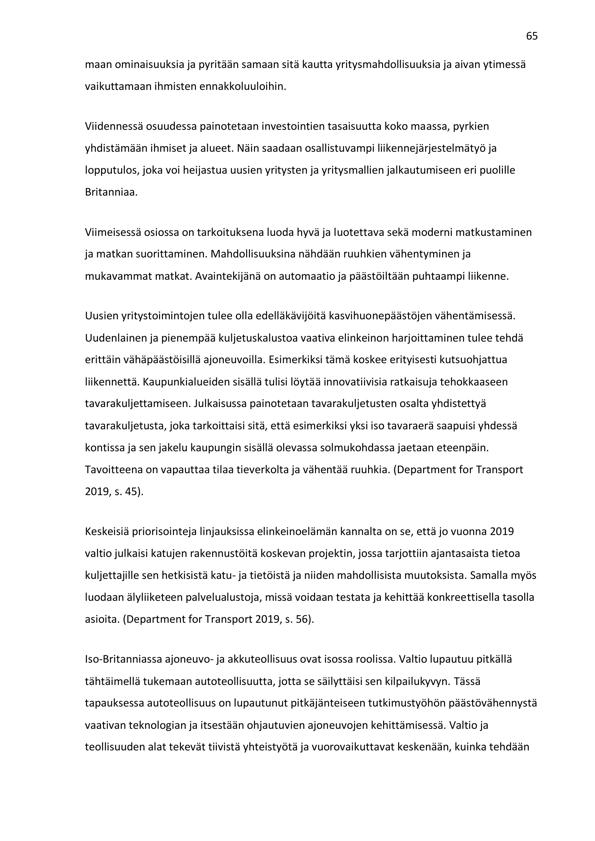 65
maan ominaisuuksia ja pyritään samaan sitä kautta yritysmahdollisuuksia ja aivan ytimessä
vaikuttamaan ihmisten ennakkoluuloihin.
Viidennessä osuudessa painotetaan investointien tasaisuutta koko maassa, pyrkien
yhdistämään ihmiset ja alueet. Näin saadaan osallistuvampi liikennejärjestelmätyö ja
lopputulos, joka voi heijastua uusien yritysten ja yritysmallien jalkautumiseen eri puolille
Britanniaa.
Viimeisessä osiossa on tarkoituksena luoda hyvä ja luotettava sekä moderni matkustaminen
ja matkan suorittaminen. Mahdollisuuksina nähdään ruuhkien vähentyminen ja
mukavammat matkat. Avaintekijänä on automaatio ja päästöiltään puhtaampi liikenne.
Uusien yritystoimintojen tulee olla edelläkävijöitä kasvihuonepäästöjen vähentämisessä.
Uudenlainen ja pienempää kuljetuskalustoa vaativa elinkeinon harjoittaminen tulee tehdä
erittäin vähäpäästöisillä ajoneuvoilla. Esimerkiksi tämä koskee erityisesti kutsuohjattua
liikennettä. Kaupunkialueiden sisällä tulisi löytää innovatiivisia ratkaisuja tehokkaaseen
tavarakuljettamiseen. Julkaisussa painotetaan tavarakuljetusten osalta yhdistettyä
tavarakuljetusta, joka tarkoittaisi sitä, että esimerkiksi yksi iso tavaraerä saapuisi yhdessä
kontissa ja sen jakelu kaupungin sisällä olevassa solmukohdassa jaetaan eteenpäin.
Tavoitteena on vapauttaa tilaa tieverkolta ja vähentää ruuhkia. (Department for Transport
2019, s. 45).
Keskeisiä priorisointeja linjauksissa elinkeinoelämän kannalta on se, että jo vuonna 2019
valtio julkaisi katujen rakennustöitä koskevan projektin, jossa tarjottiin ajantasaista tietoa
kuljettajille sen hetkisistä katu- ja tietöistä ja niiden mahdollisista muutoksista. Samalla myös
luodaan älyliiketeen palvelualustoja, missä voidaan testata ja kehittää konkreettisella tasolla
asioita. (Department for Transport 2019, s. 56).
Iso-Britanniassa ajoneuvo- ja akkuteollisuus ovat isossa roolissa. Valtio lupautuu pitkällä
tähtäimellä tukemaan autoteollisuutta, jotta se säilyttäisi sen kilpailukyvyn. Tässä
tapauksessa autoteollisuus on lupautunut pitkäjänteiseen tutkimustyöhön päästövähennystä
vaativan teknologian ja itsestään ohjautuvien ajoneuvojen kehittämisessä. Valtio ja
teollisuuden alat tekevät tiivistä yhteistyötä ja vuorovaikuttavat keskenään, kuinka tehdään